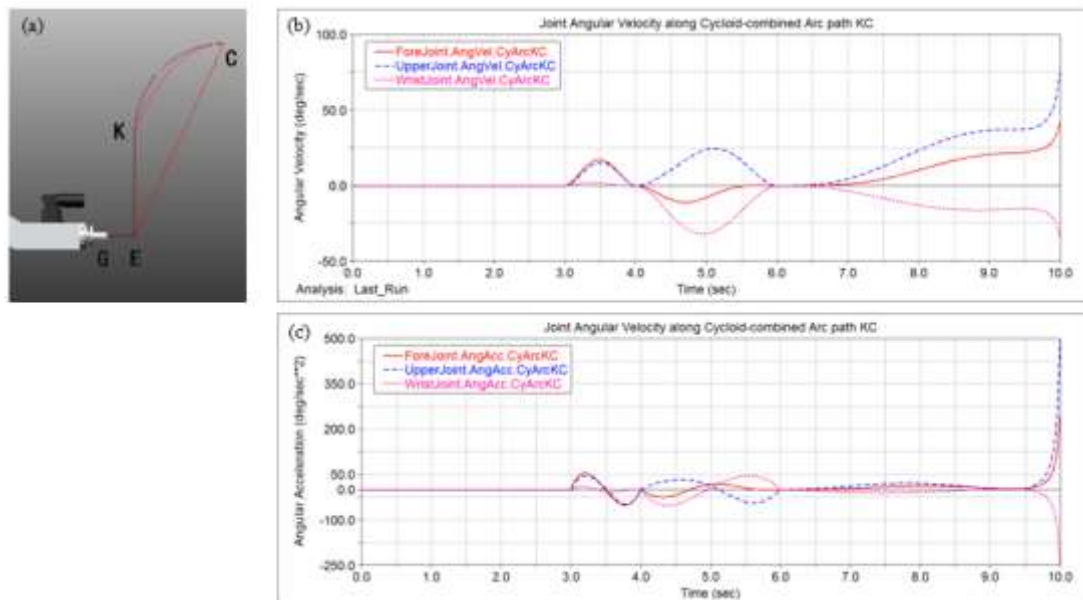 (a)
C
K
G E
(b)
Joint Angular Velocity along Cycloid-combined Arc path KC
100.0
50.0
0.0
-50.0
Angular Velocity (deg/sec)
ForeJoint.AngVel.CyArcKC
UpperJoint.AngVel.CyArcKC
WristJoint.AngVel.CyArcKC
0.0 1.0 2.0 3.0 4.0 5.0 6.0 7.0 8.0 9.0 10.0
Analysis: Last_Run
Time (sec)
(c)
Joint Angular Velocity along Cycloid-combined Arc path KC
500.0
350.0
200.0
50.0
0.0
-100.0
-250.0
Angular Acceleration (deg/sec**2)
ForeJoint.AngAcc.CyArcKC
UpperJoint.AngAcc.CyArcKC
WristJoint.AngAcc.CyArcKC
0.0 1.0 2.0 3.0 4.0 5.0 6.0 7.0 8.0 9.0 10.0
Time (sec)